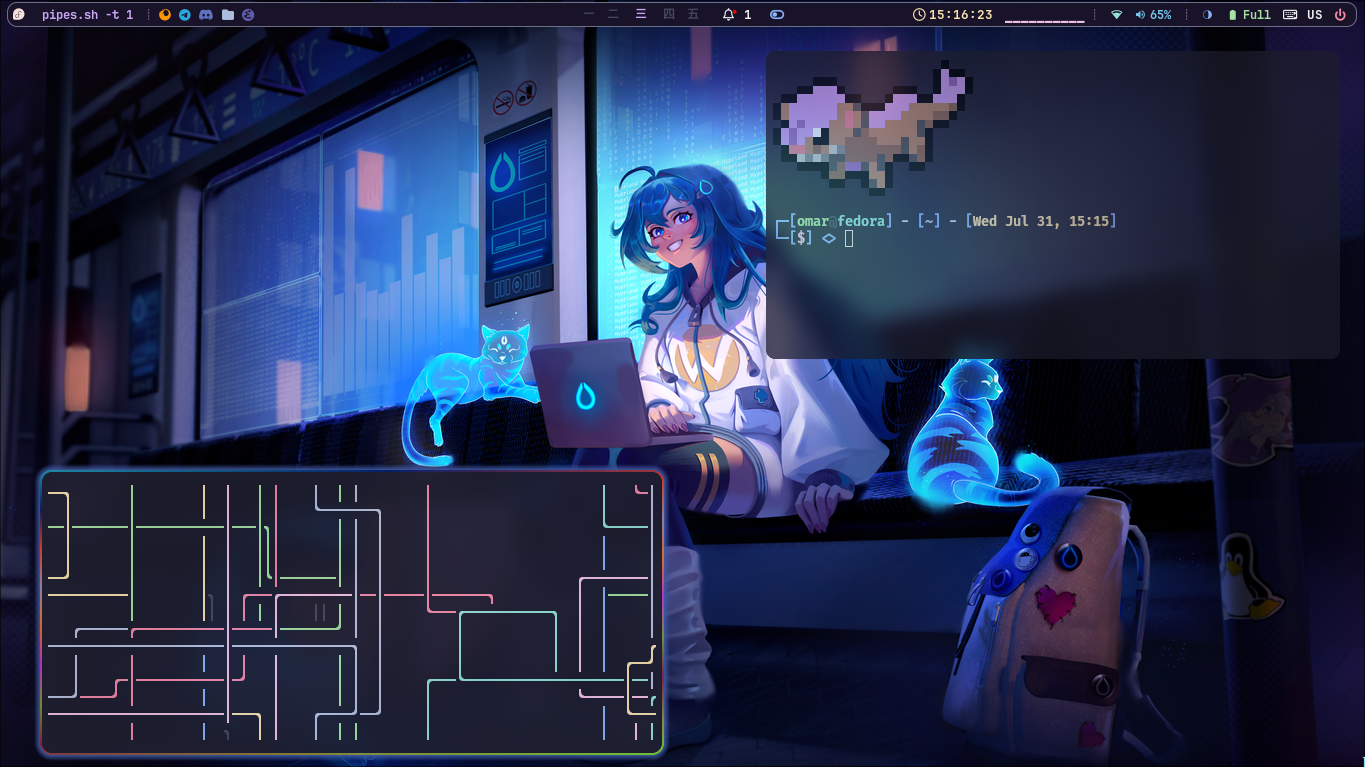 pipes.sh -t 1
一 二 三 四 五
1
15:16:23
65%
Full
US
[omar@fedora] - [~] - [Wed Jul 31, 15:15]
[$] <>
W